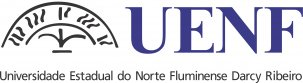 UENF
Universidade Estadual do Norte Fluminense Darcy Ribeiro